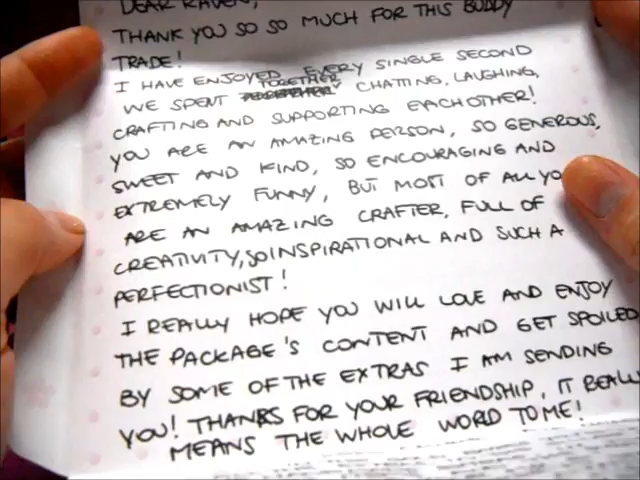 DEAR RAVEN,
THANK YOU SO SO MUCH FOR THIS BUDDY
TRADE!
I HAVE ENJOYED EVERY SINGLE SECOND
WE SPENT TOGETHER CHATTING, LAUGHING,
CRAFTING AND SUPPORTING EACHOTHER!
YOU ARE AN AMAZING PERSON, SO GENEROUS,
SWEET AND KIND, SO ENCOURAGING AND
EXTREMELY FUNNY, BUT MOST OF ALL YO
ARE AN AMAZING CRAFTER, FULL OF
CREATIVITY, SO INSPIRATIONAL AND SUCH A
PERFECTIONIST!
I REALLY HOPE YOU WILL LOVE AND ENJOY
THE PACKAGE'S CONTENT AND GET SPOILED
BY SOME OF THE EXTRAS I AM SENDING
YOU! THANKS FOR YOUR FRIENDSHIP, IT REALLY
MEANS THE WHOLE WORLD TO ME!